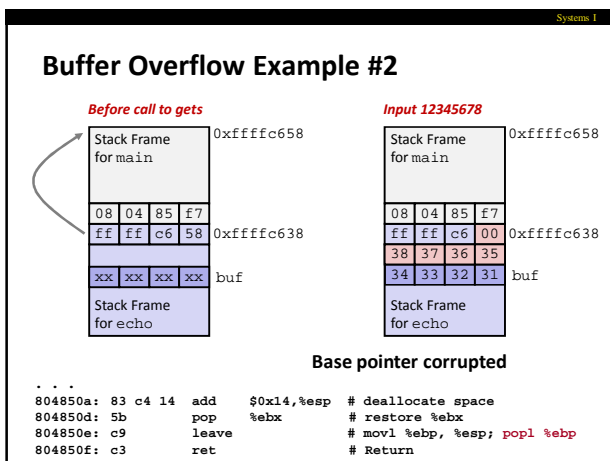 Systems I
Buffer Overflow Example #2
Before call to gets
Input 12345678
Stack Frame
for main
0xffffc658
08 04 85 f7
ff ff c6 58 0xffffc638
xx xx xx xx buf
Stack Frame
for echo
Stack Frame
for main
0xffffc658
08 04 85 f7
ff ff c6 00 0xffffc638
38 37 36 35
34 33 32 31 buf
Stack Frame
for echo
Base pointer corrupted
. . .
804850a: 83 c4 14 add $0x14,%esp # deallocate space
804850d: 5b pop %ebx # restore %ebx
804850e: c9 leave # movl %ebp, %esp; popl %ebp
804850f: c3 ret # Return